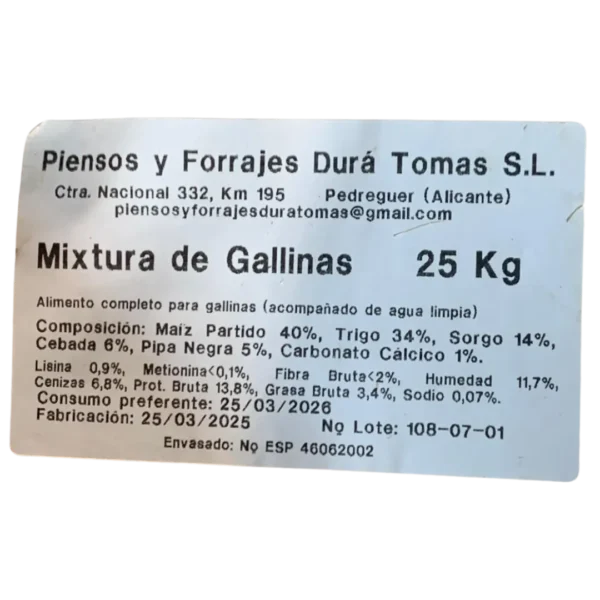 Piensos y Forrajes Durá Tomas S.L.
Ctra. Nacional 332, Km 195 Pedreguer (Alicante)
piensosyforrajesduratomas@gmail.com
Mixtura de Gallinas 25 Kg
Alimento completo para gallinas (acompañado de agua limpia)
Composición: Maíz Partido 40%, Trigo 34%, Sorgo 14%,
Cebada 6%, Pipa Negra 5%, Carbonato Cálcico 1%.
Lisina 0,9%, Metionina<0,1%, Fibra Bruta<2%, Humedad 11,7%,
Cenizas 6,8%, Prot. Bruta 13,8%, Grasa Bruta 3,4%, Sodio 0,07%.
Consumo preferente: 25/03/2026
Fabricación: 25/03/2025 Nº Lote: 108-07-01
Envasado: Nº ESP 46062002